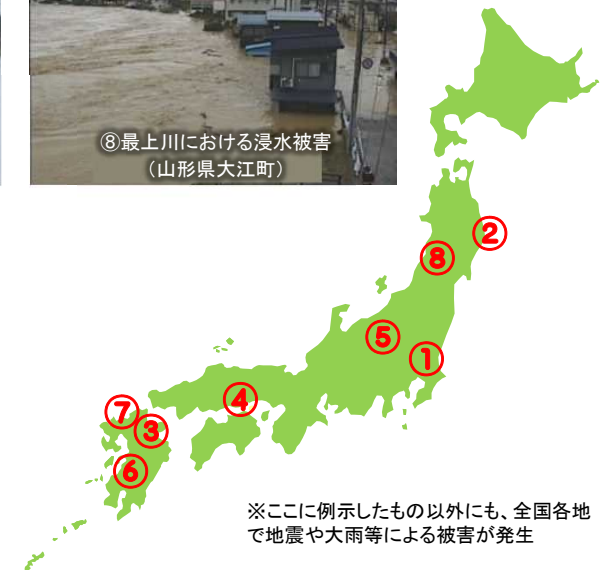 ⑧最上川における浸水被害
（山形県大江町）
②
⑧
⑤
①
④
⑦
③
⑥
※ここに例示したもの以外にも、全国各地
で地震や大雨等による被害が発生